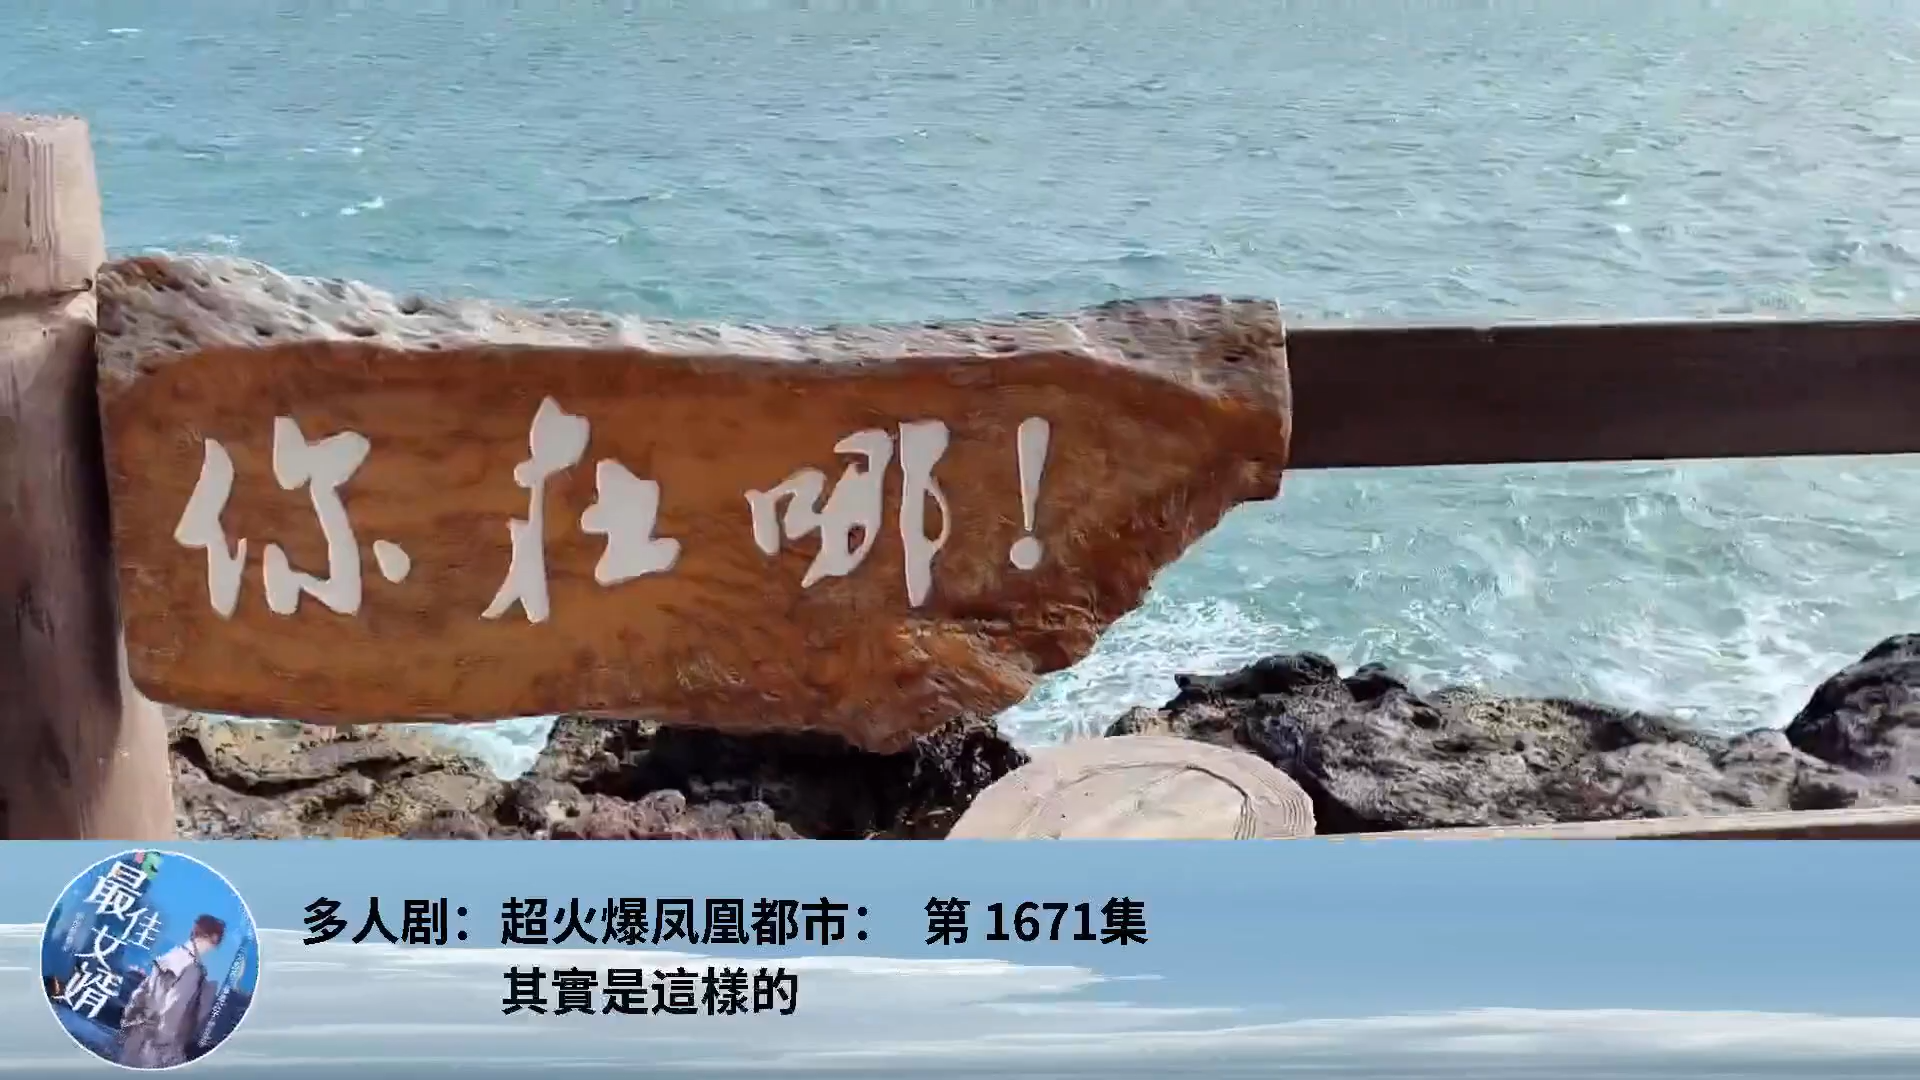 你在哪!
最佳女婿
多人剧：超火爆凤凰都市： 第 1671集
其實是這樣的